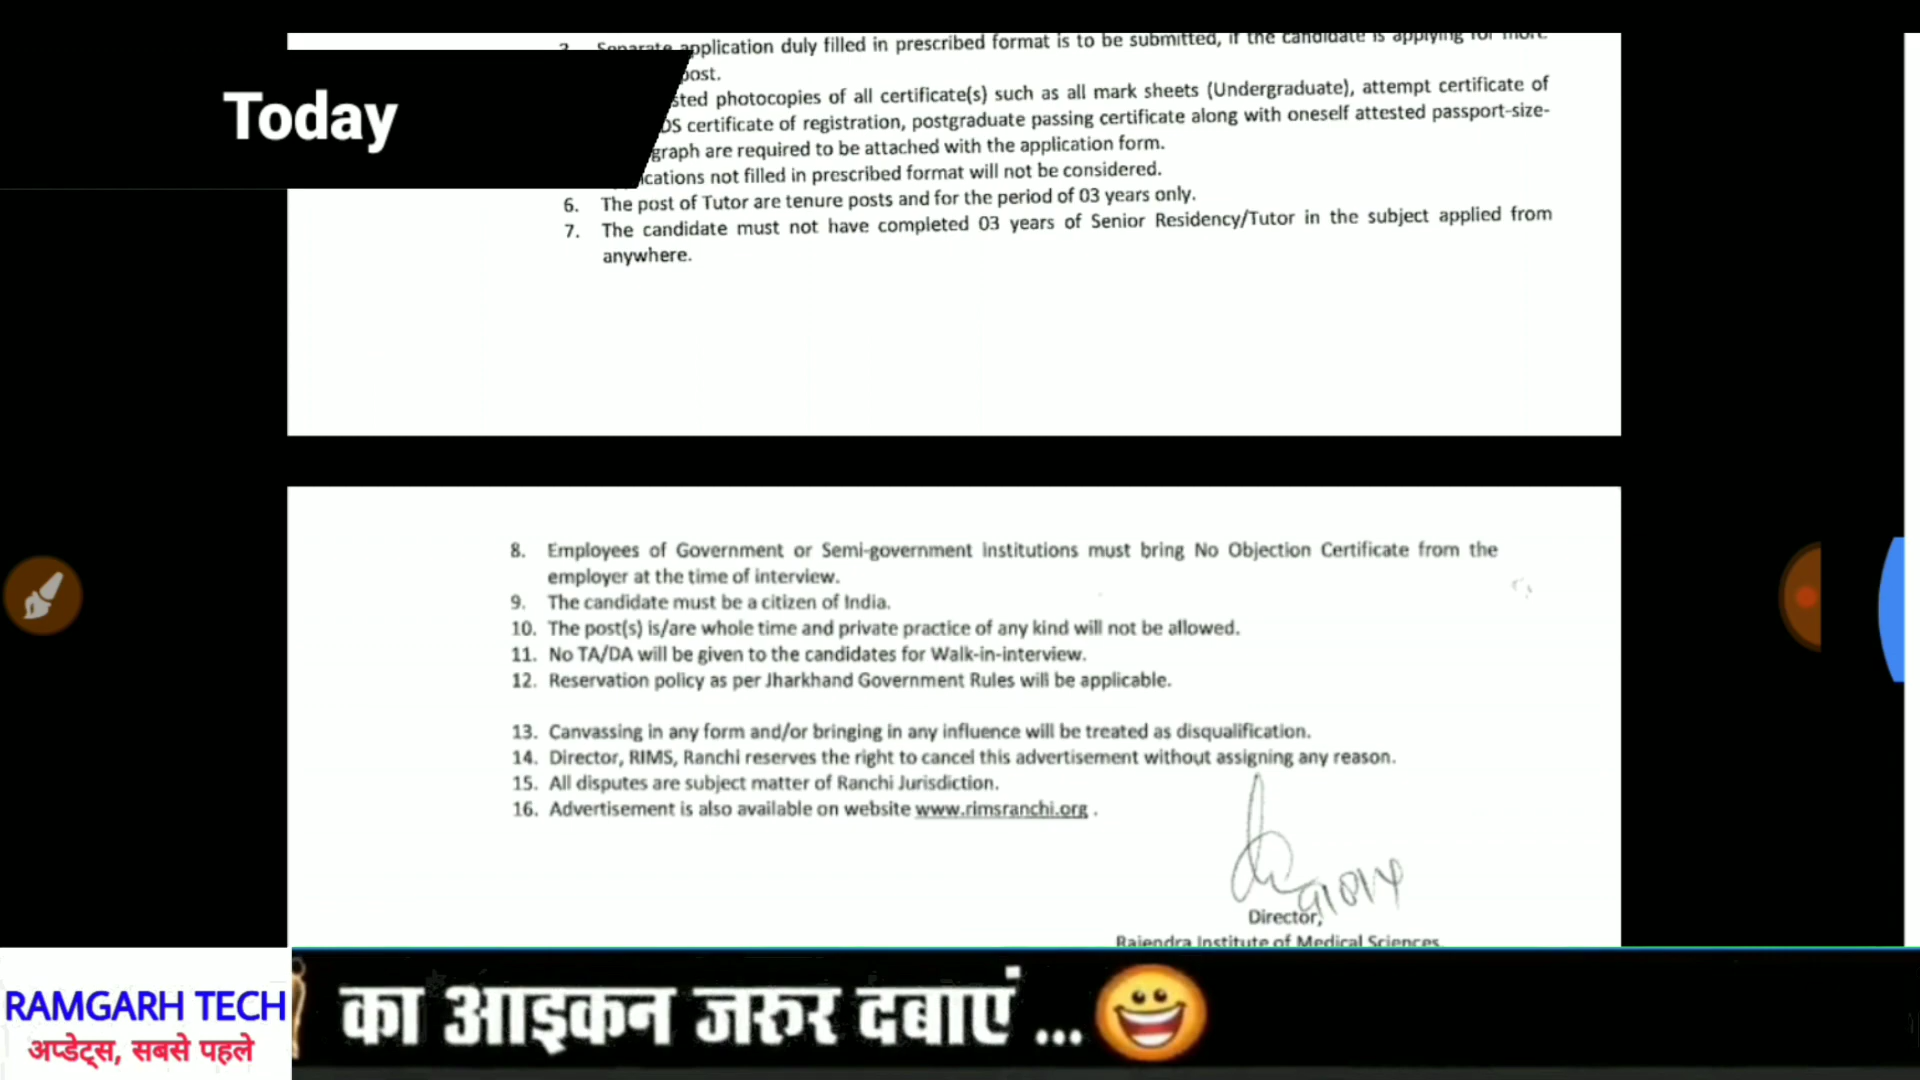 Today
application duly filled in prescribed format is to be submitted, if the candidate is applying for more
post.
photocopies of all certificate(s) such as all mark sheets (Undergraduate), attempt certificate of
certificate of registration, postgraduate passing certificate along with oneself attested passport-size-
graph are required to be attached with the application form.
ications not filled in prescribed format will not be considered.
6. The post of Tutor are tenure posts and for the period of 03 years only.
7. The candidate must not have completed 03 years of Senior Residency/Tutor in the subject applied from
anywhere.
8. Employees of Government or Semi-government institutions must bring No Objection Certificate from the
employer at the time of interview.
9. The candidate must be a citizen of India.
10. The post(s) is/are whole time and private practice of any kind will not be allowed.
11. No TA/DA will be given to the candidates for Walk-in-interview.
12. Reservation policy as per Jharkhand Government Rules will be applicable.
13. Canvassing in any form and/or bringing in any influence will be treated as disqualification.
14. Director, RIMS, Ranchi reserves the right to cancel this advertisement without assigning any reason.
15. All disputes are subject matter of Ranchi Jurisdiction.
16. Advertisement is also available on website www.rimsranchi.org .
Director,
Rajendra Institute of Medical Sciences
RAMGARH TECH
अप्डेट्स, सबसे पहले
का आइकन जरूर दबाएं ...